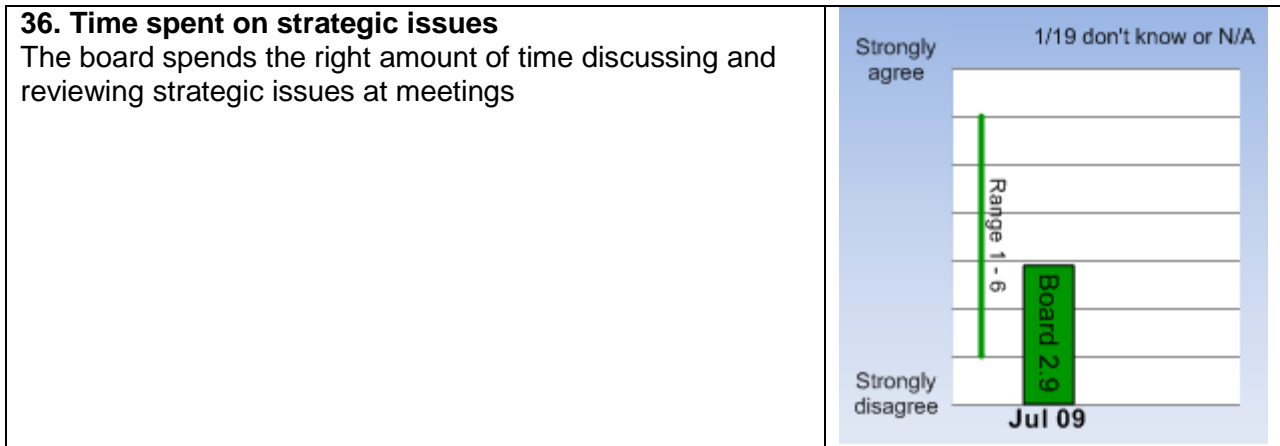 36. Time spent on strategic issues
The board spends the right amount of time discussing and
reviewing strategic issues at meetings
1/19 don't know or N/A
Strongly
agree
Range 1 - 6
Board 2.9
Strongly
disagree
Jul 09